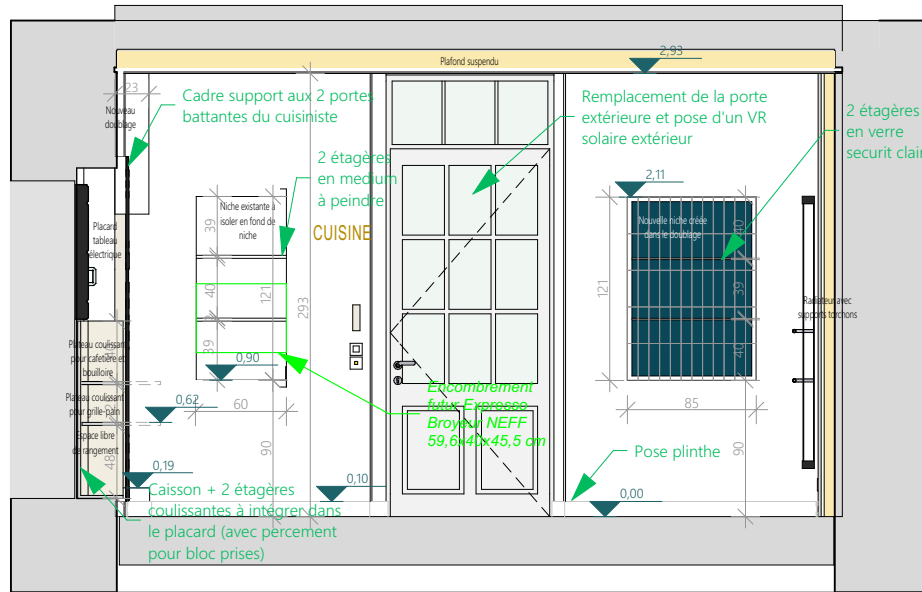 Plafond suspendu
2,93
23
Nouveau
doublage
Cadre support aux 2 portes
battantes du cuisiniste
Remplacement de la porte
extérieure et pose d'un VR
solaire extérieur
2 étagères
en verre
securit clair
2 étagères
en medium
à peindre
2,11
Niche existante à
isoler en fond de
niche
39
CUISINE
Nouvelle niche créée
dans le doublage
40
Placard
tableau
électrique
40
121
293
121
39
Radiateur avec
supports torchons
39
40
Plateau coulissant
pour cafetière et
bouilloire
0,90
Encombrement
futur Expresso
Broyeur NEFF
59,6x40x45,5 cm
60
85
Plateau coulissant
pour grille-pain
0,62
Espace libre
de rangement
48
90
90
Pose plinthe
0,19
0,10
0,00
Caisson + 2 étagères
coulissantes à intégrer dans
le placard (avec percement
pour bloc prises)